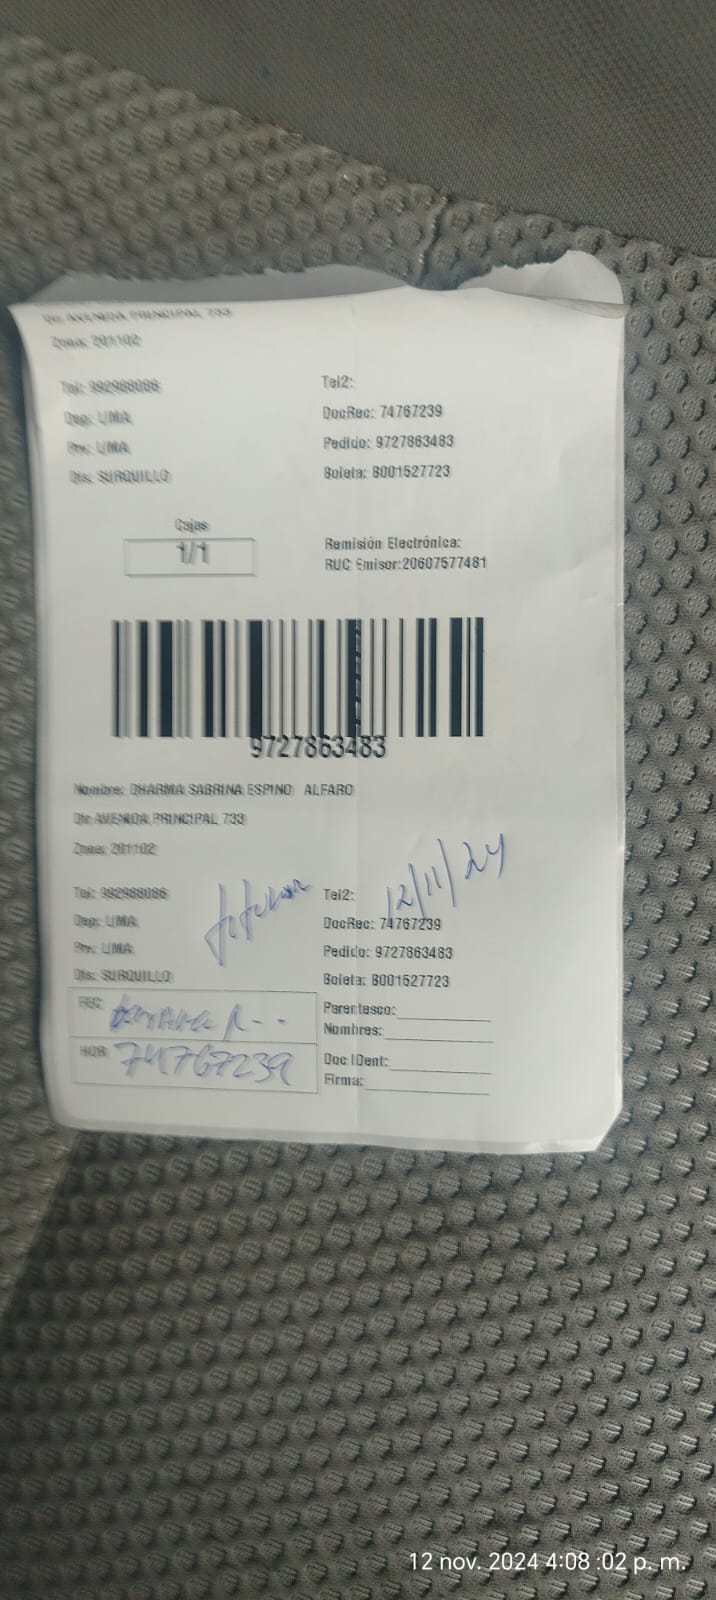 Dir AVENIDA PRINCIPAL 733
Zona: 201102
Tel: 992988086 Tel2:
Dep: LIMA DocRec: 74767239
Prv: LIMA Pedido: 9727863483
Dis: SURQUILLO Boleta: B001527723
Cajas
1/1
Remisión Electrónica:
RUC Emisor:20607577481
9727863483
Nombre: DHARMA SABRINA ESPINO ALFARO
Dir AVENIDA PRINCIPAL 733
Zona: 201102
12/11/24
Tel: 992988086 Tel2:
Dep: LIMA DocRec: 74767239
Prv: LIMA Pedido: 9727863483
Dis: SURQUILLO Boleta: B001527723
FEC: Parentesco:
Nombres:
HOR: 74767239 Doc IDent:
Firma:
12 nov. 2024 4:08:02 p. m.